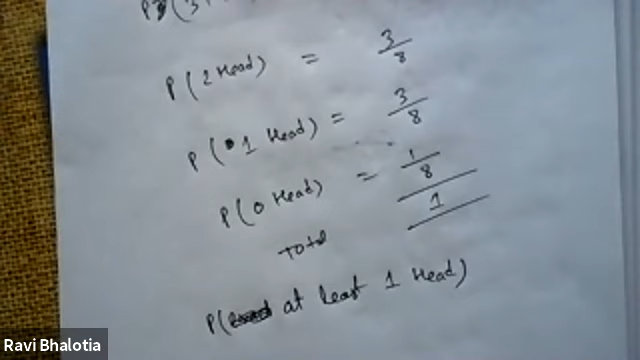 P(3
P(2 Head) = 3/8
P(1 Head) = 3/8
P(0 Head) = 1/8
Total 1
P( at least 1 Head)
Ravi Bhalotia